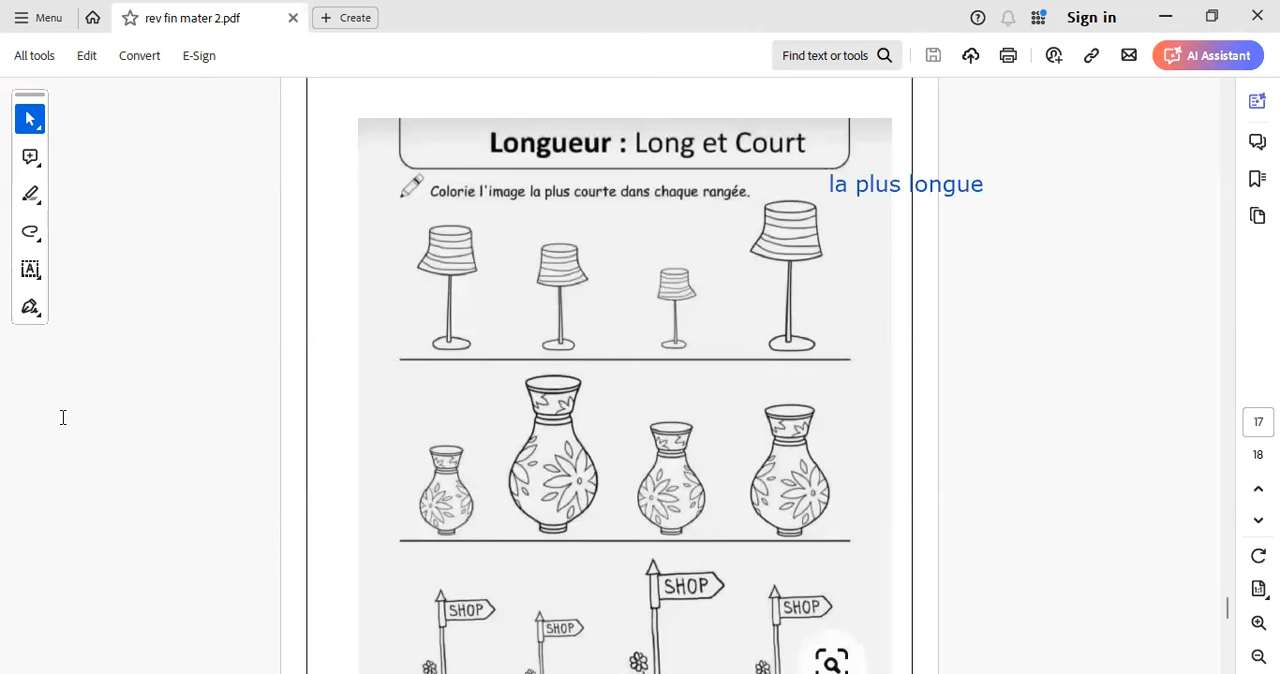 Menu
rev fin mater 2.pdf
Create
Sign in
All tools
Edit
Convert
E-Sign
Find text or tools
AI Assistant
Longueur : Long et Court
Colorie l'image la plus courte dans chaque rangée.
la plus longue
SHOP
SHOP
SHOP
SHOP
17
18